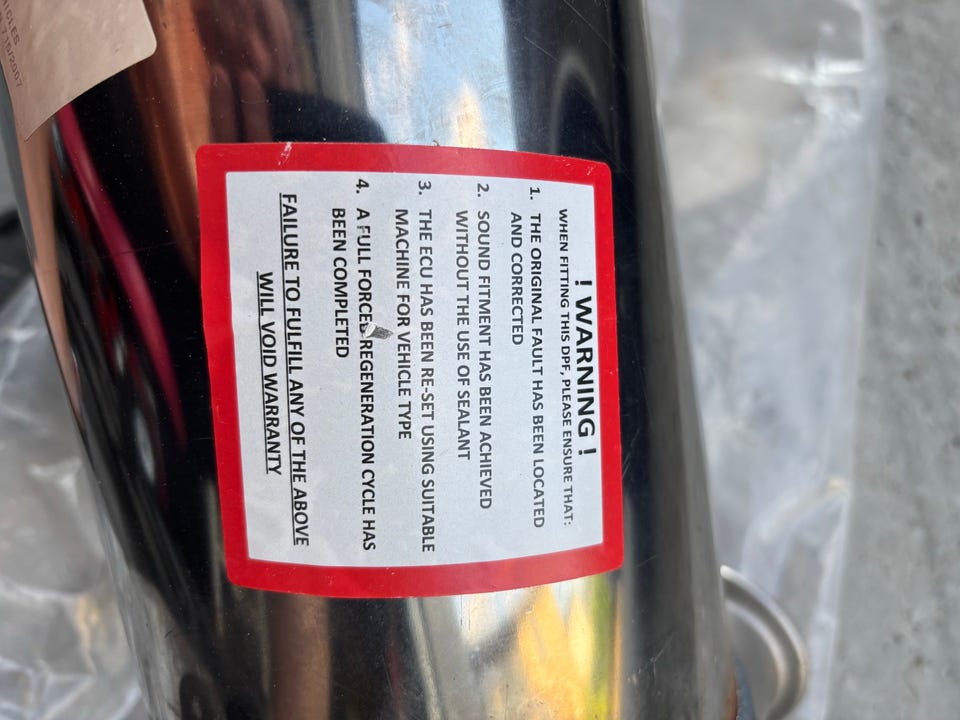 ! WARNING !
WHEN FITTING THIS DPF, PLEASE ENSURE THAT:
1. THE ORIGINAL FAULT HAS BEEN LOCATED
AND CORRECTED
2. SOUND FITMENT HAS BEEN ACHIEVED
WITHOUT THE USE OF SEALANT
3. THE ECU HAS BEEN RE-SET USING SUITABLE
MACHINE FOR VEHICLE TYPE
4. A FULL FORCED REGENERATION CYCLE HAS
BEEN COMPLETED
FAILURE TO FULFILL ANY OF THE ABOVE
WILL VOID WARRANTY